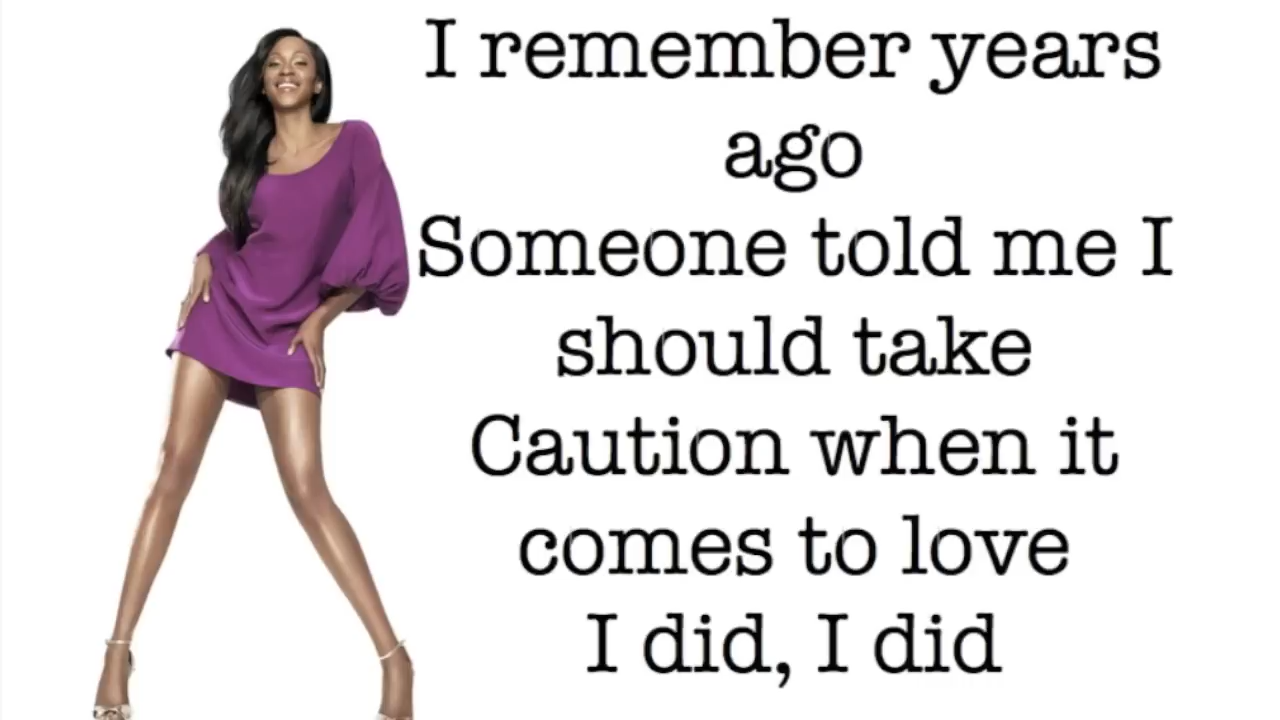 I remember years
ago
Someone told me I
should take
Caution when it
comes to love
I did, I did